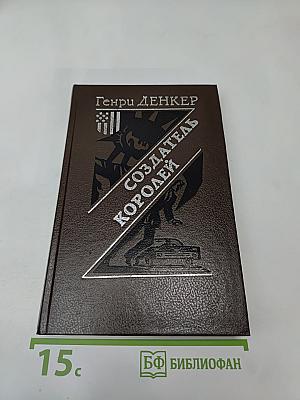 Генри ДЕНКЕР
СОЗДАТЕЛЬ
КОРОЛЕЙ
15с
БФ БИБЛИОФАН